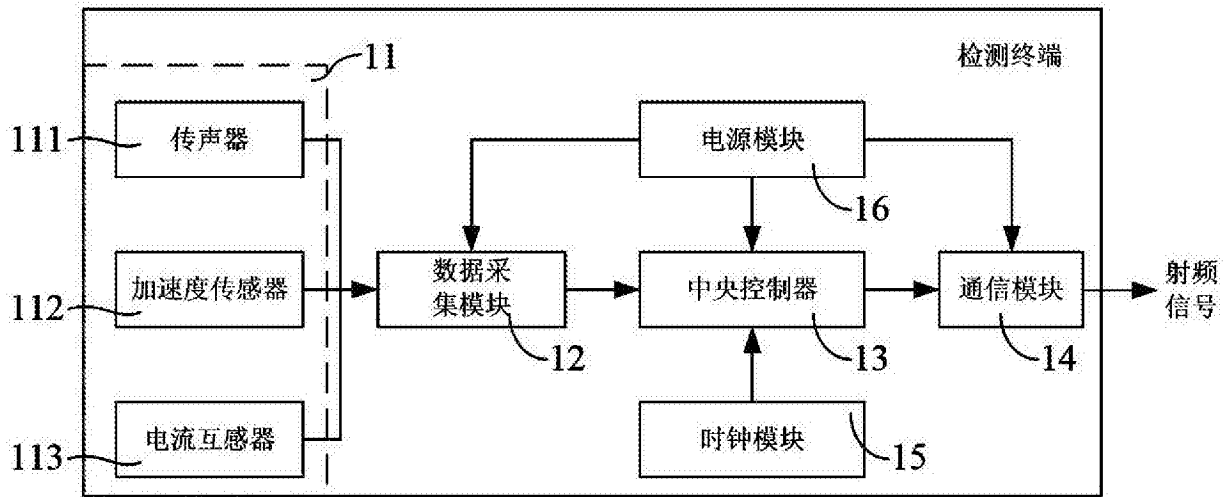 检测终端
11
111
传声器
电源模块
16
112
加速度传感器
数据采
集模块
12
中央控制器
13
通信模块
14
射频
信号
113
电流互感器
时钟模块
15